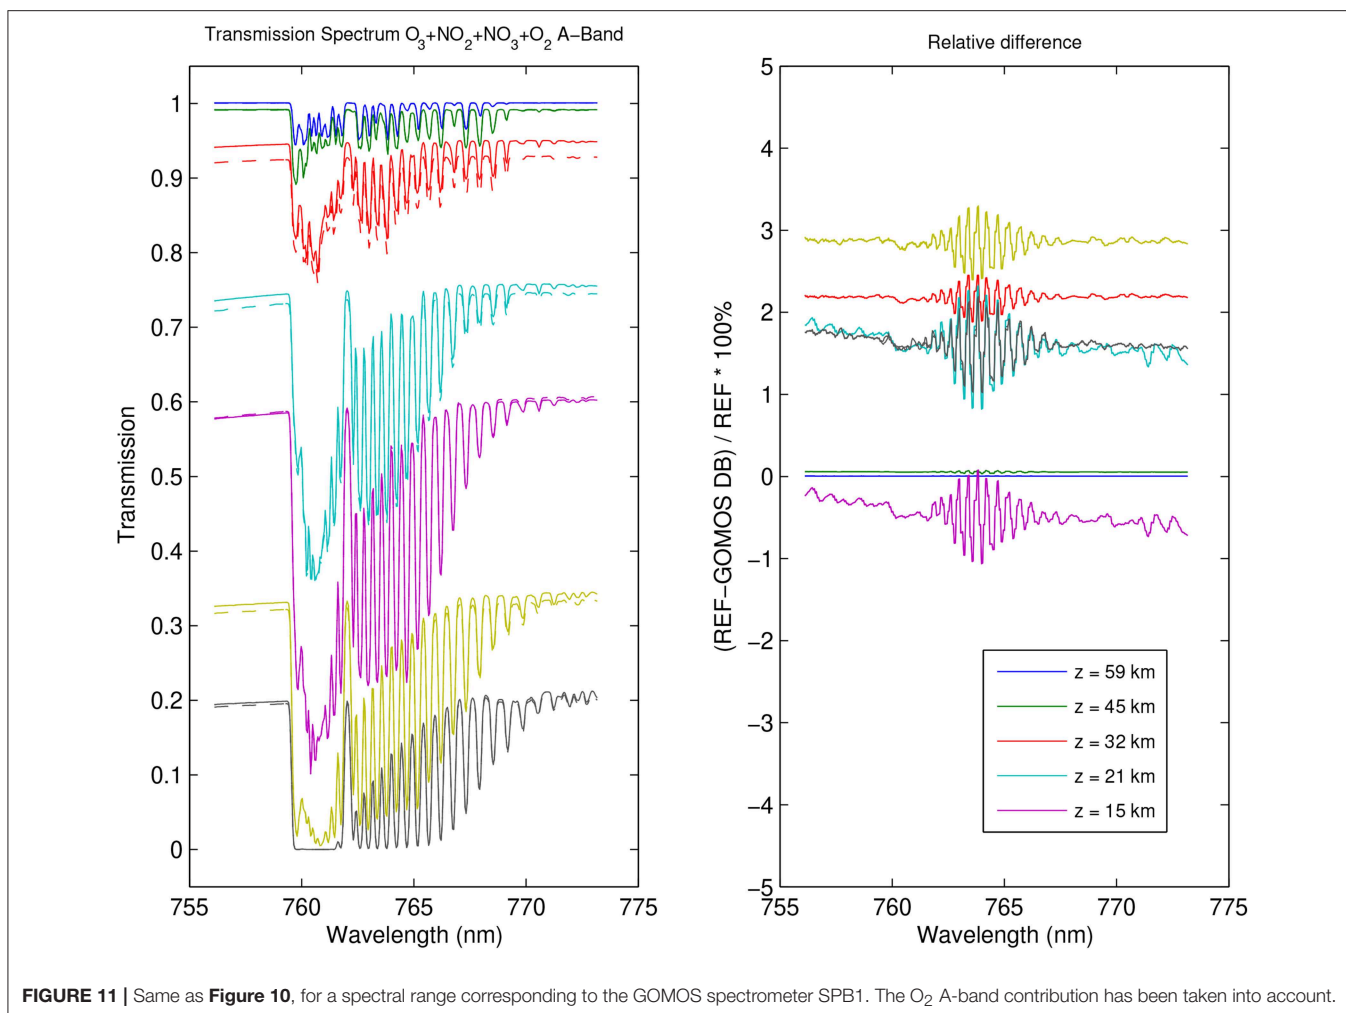 Transmission Spectrum O3+NO2+NO3+O2 A−Band
1
0.9
0.8
0.7
0.6
0.5
0.4
0.3
0.2
0.1
0
Transmission
755 760 765 770 775
Wavelength (nm)
Relative difference
5
4
3
2
1
0
−1
−2
−3
−4
−5
(REF−GOMOS DB) / REF * 100%
z = 59 km
z = 45 km
z = 32 km
z = 21 km
z = 15 km
755 760 765 770 775
Wavelength (nm)
FIGURE 11 | Same as Figure 10, for a spectral range corresponding to the GOMOS spectrometer SPB1. The O2 A-band contribution has been taken into account.